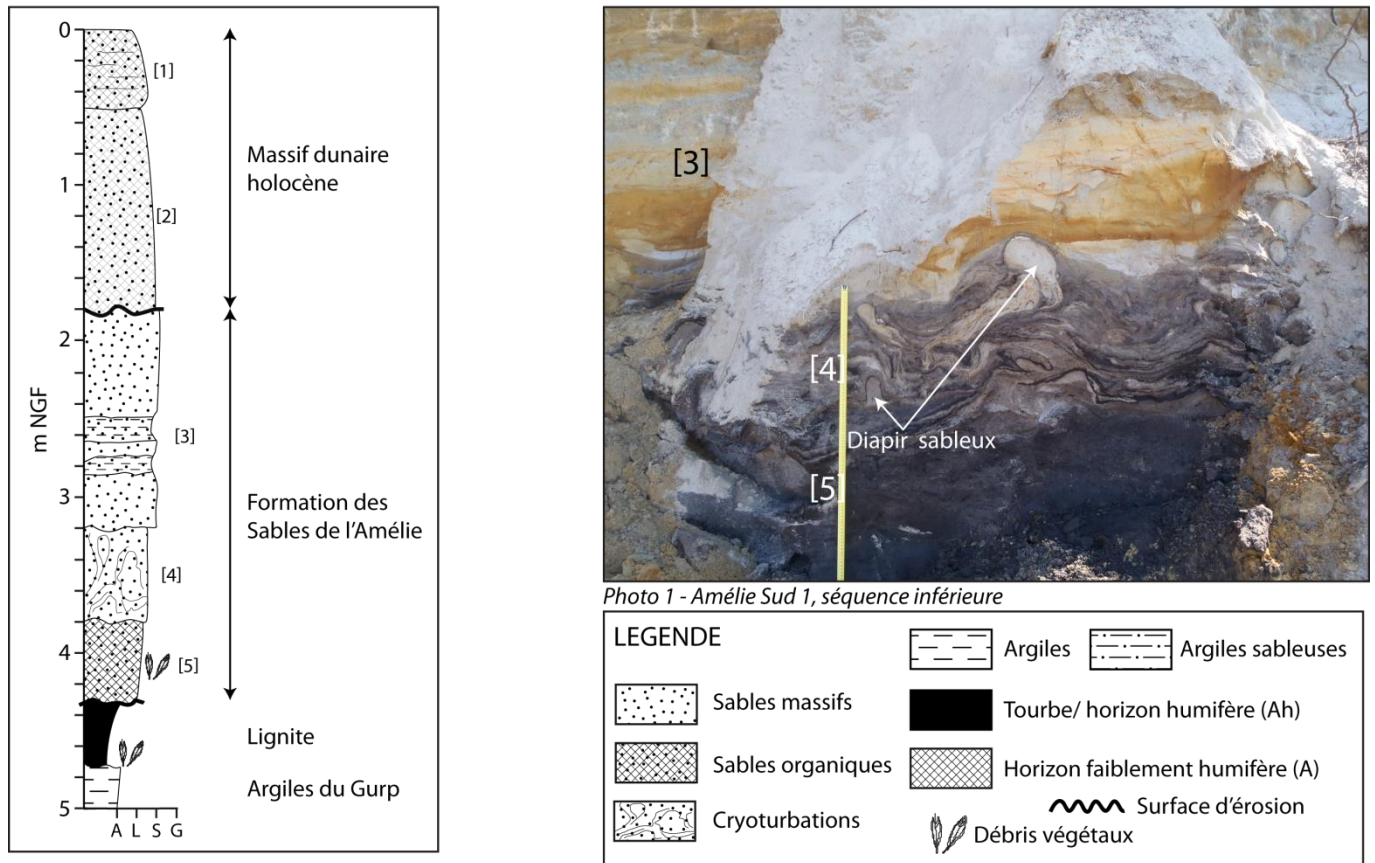 0
1
2
3
4
5
m NGF
A L S G
[1]
[2]
[3]
[4]
[5]
Massif dunaire
holocène
Formation des
Sables de l'Amélie
Lignite
Argiles du Gurp
[3]
[4]
Diapir sableux
[5]
Photo 1 - Amélie Sud 1, séquence inférieure
LEGENDE
Sables massifs
Sables organiques
Cryoturbations
Argiles
Argiles sableuses
Tourbe/ horizon humifère (Ah)
Horizon faiblement humifère (A)
Surface d'érosion
Débris végétaux